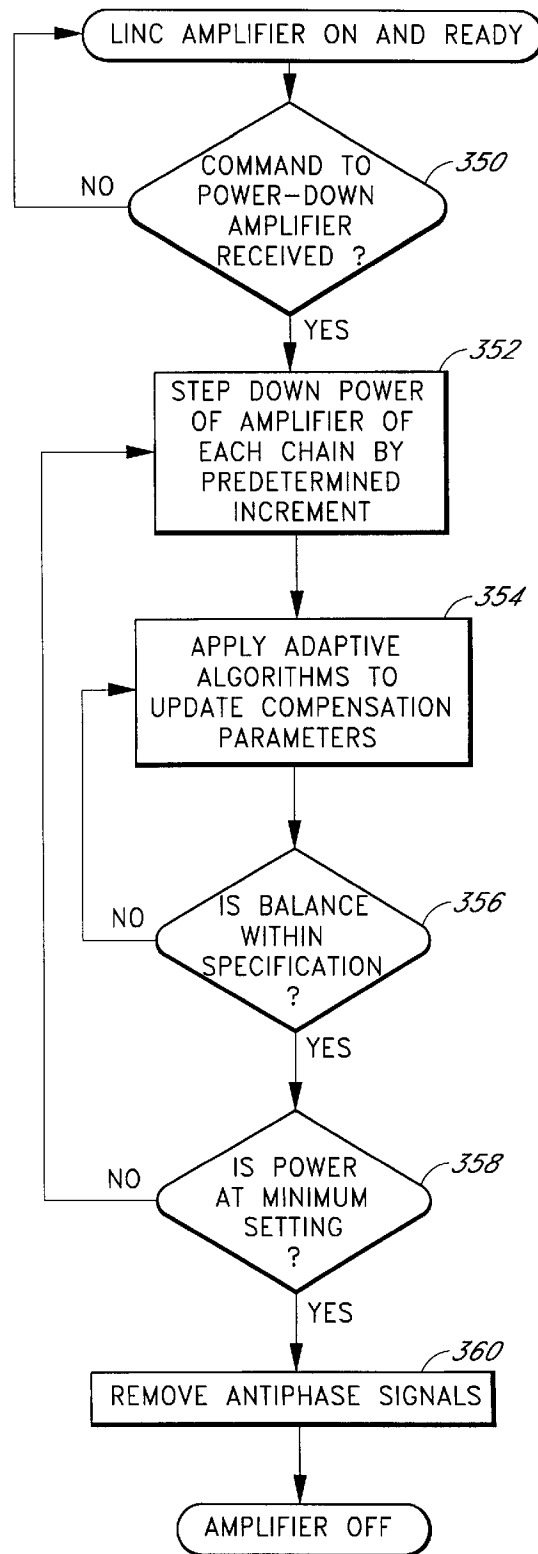 LINC AMPLIFIER ON AND READY
350
COMMAND TO
POWER-DOWN
AMPLIFIER
RECEIVED ?
NO
YES
352
STEP DOWN POWER
OF AMPLIFIER OF
EACH CHAIN BY
PREDETERMINED
INCREMENT
354
APPLY ADAPTIVE
ALGORITHMS TO
UPDATE COMPENSATION
PARAMETERS
356
IS BALANCE
WITHIN
SPECIFICATION
?
NO
YES
358
IS POWER
AT MINIMUM
SETTING
?
NO
YES
360
REMOVE ANTIPHASE SIGNALS
AMPLIFIER OFF